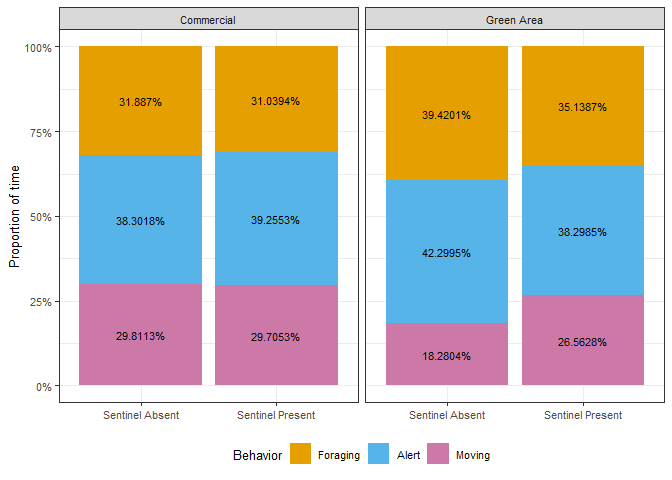 Commercial
Green Area
Proportion of time
100%
75%
50%
25%
0%
31.887%
31.0394%
39.4201%
35.1387%
38.3018%
39.2553%
42.2995%
38.2985%
29.8113%
29.7053%
18.2804%
26.5628%
Sentinel Absent
Sentinel Present
Sentinel Absent
Sentinel Present
Behavior
Foraging
Alert
Moving